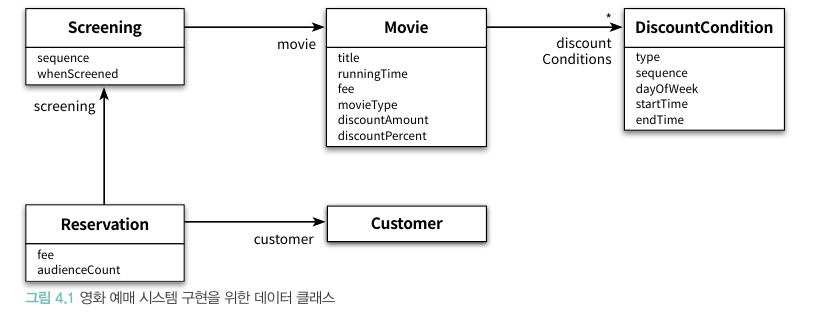 Screening
sequence
whenScreened
movie
Movie
title
runningTime
fee
movieType
discountAmount
discountPercent
*
discount
Conditions
DiscountCondition
type
sequence
dayOfWeek
startTime
endTime
screening
Reservation
fee
audienceCount
customer
Customer
그림 4.1 영화 예매 시스템 구현을 위한 데이터 클래스